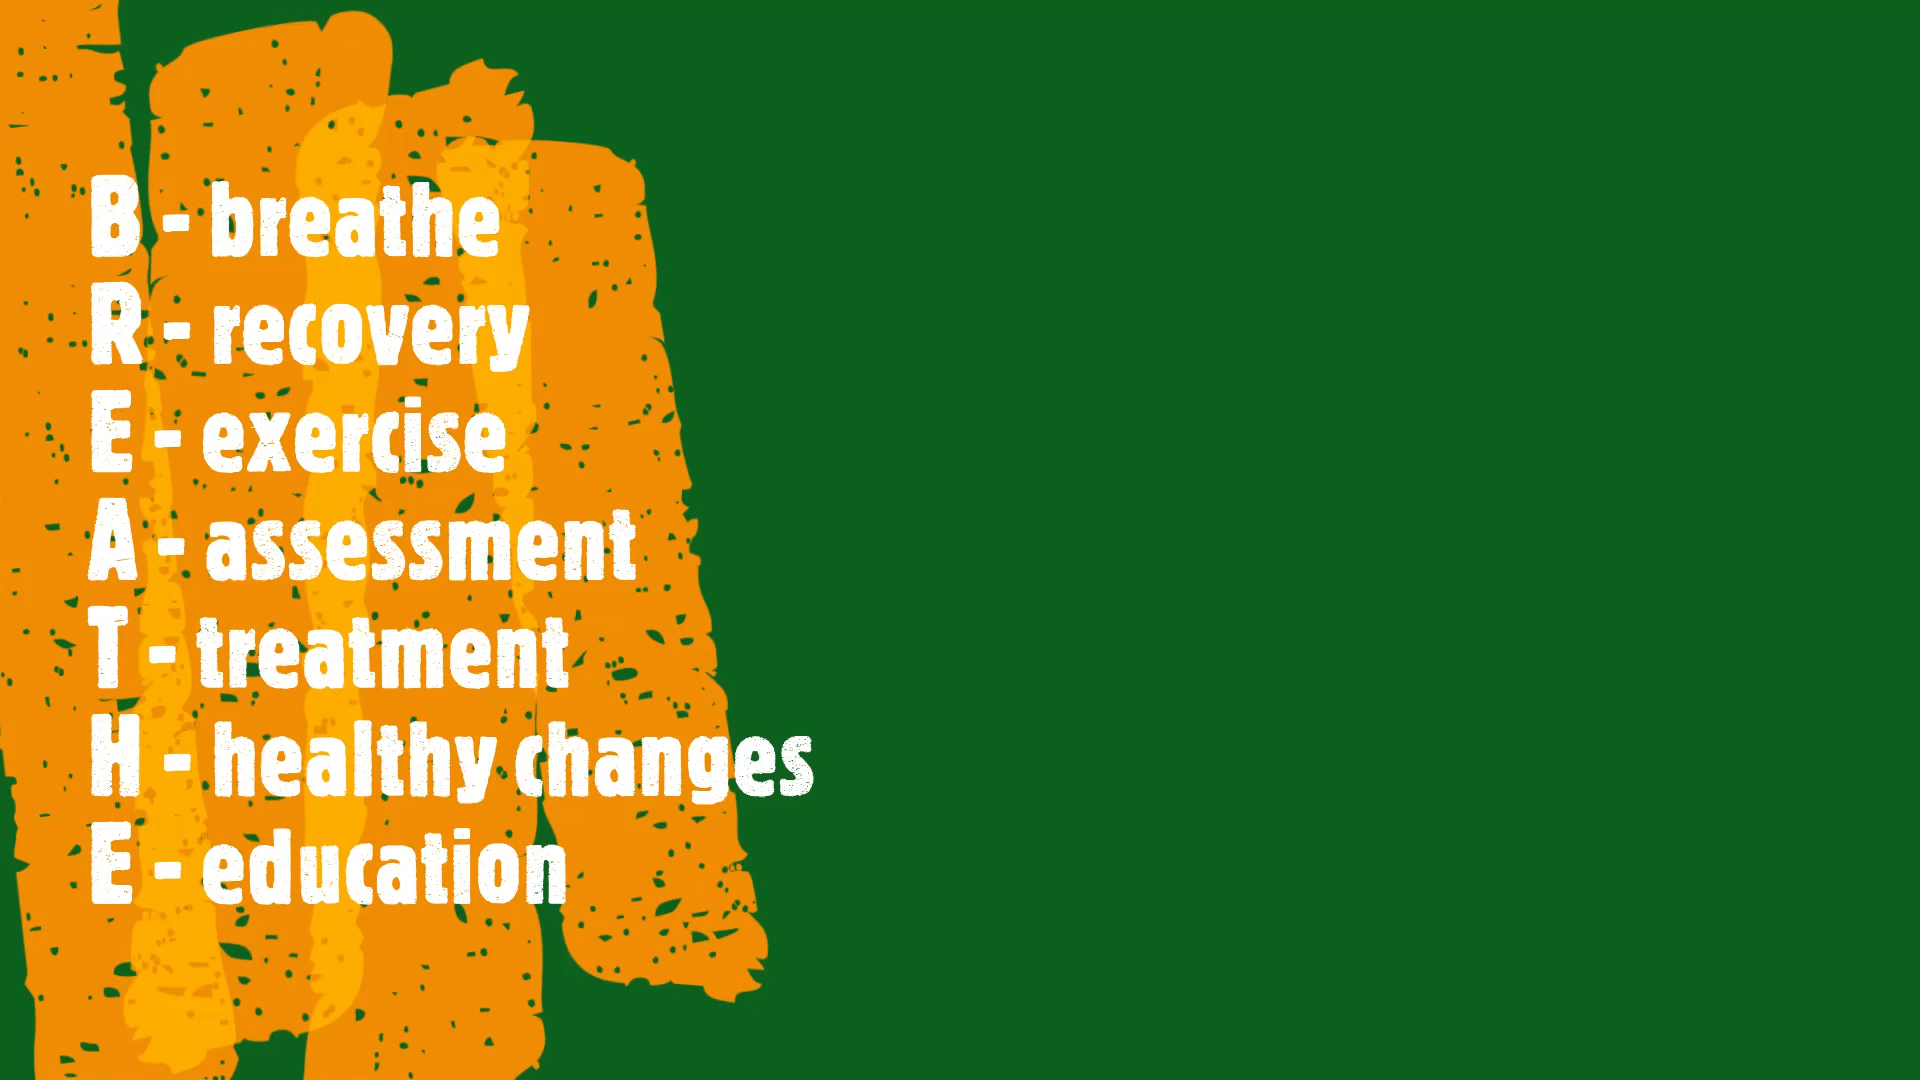 B - breathe
R - recovery
E - exercise
A - assessment
T - treatment
H - healthy changes
E - education